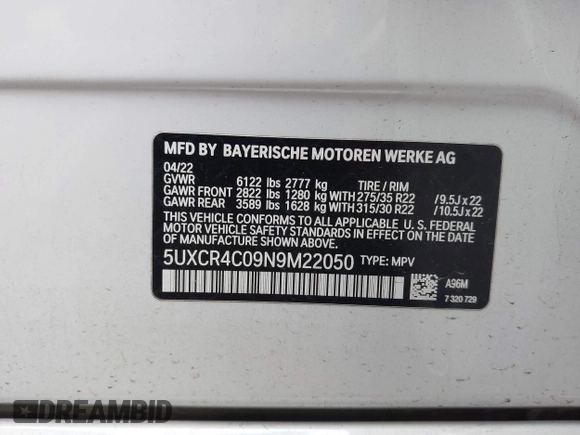 MFD BY BAYERISCHE MOTOREN WERKE AG
04/22
GVWR 6122 lbs 2777 kg TIRE / RIM
GAWR FRONT 2822 lbs 1280 kg WITH 275/35 R22 / 9.5J x 22
GAWR REAR 3589 lbs 1628 kg WITH 315/30 R22 / 10.5J x 22
THIS VEHICLE CONFORMS TO ALL APPLICABLE U. S. FEDERAL
MOTOR VEHICLE SAFETY STANDARDS IN EFFECT ON THE
DATE OF MANUFACTURE SHOWN ABOVE.
5UXCR4C09N9M22050 TYPE: MPV
A96M
7 320 729
DREAMBID